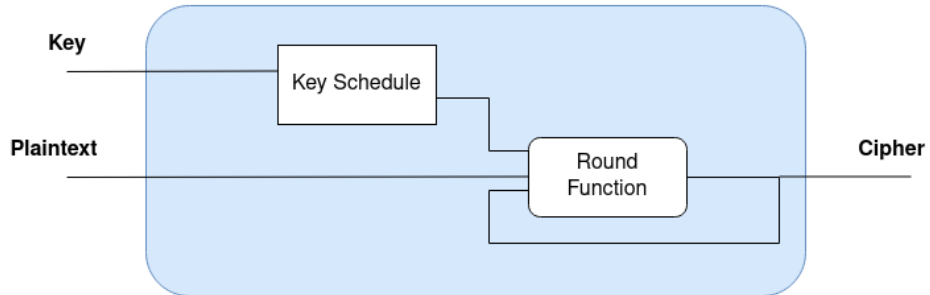 Key
Key Schedule
Plaintext
Round
Function
Cipher